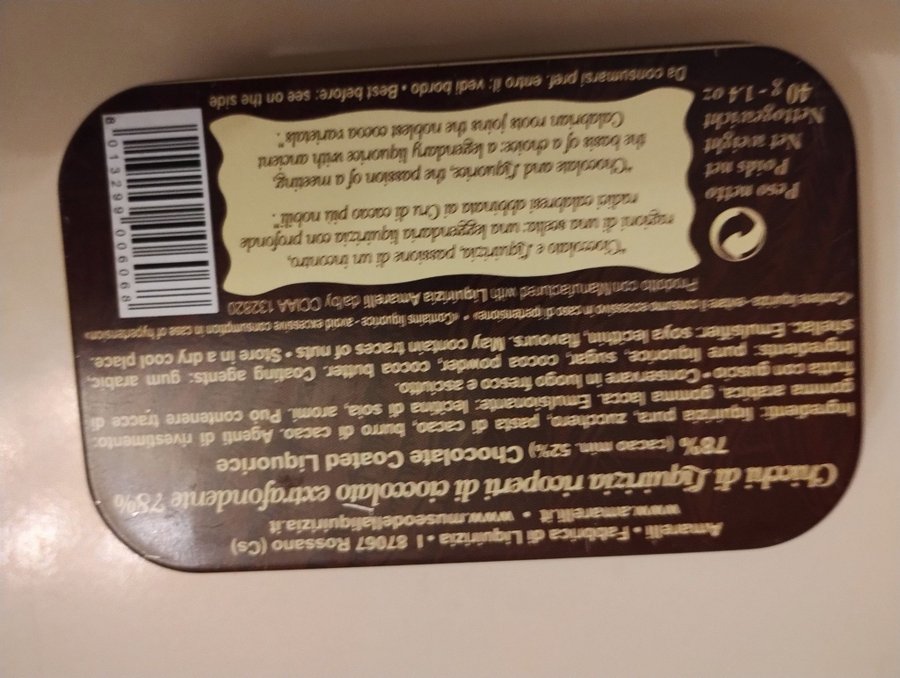 Amarelli • Fabbrica di Liquirizia • I 87067 Rossano (Cs)
www.amarelli.it • www.museodellaliquirizia.it
Chicchi di Liquirizia ricoperti di cioccolato extrafondente 78%
78% (cacao min. 52%) Chocolate Coated Liquorice
Ingredienti: liquirizia pura, zucchero, pasta di cacao, burro di cacao. Agenti di rivestimento:
gomma arabica, gomma lacca. Emulsionante: lecitina di soia, aromi. Può contenere tracce di
frutta con guscio • Conservare in luogo fresco e asciutto.
Ingredients: pure liquorice, sugar, cocoa powder, cocoa butter. Coating agents: gum arabic,
shellac. Emulsifier: soya lecithin, flavours. May contain traces of nuts • Store in a dry cool place.
«Contiene liquirizia - evitare il consumo eccessivo in caso di ipertensione» • «Contains liquorice - avoid excessive consumption in case of hypertension»
Prodotto con/Manufactured with Liquirizia Amarelli da/by CCIAA 132820
"Cioccolato e Liquirizia, passione di un incontro,
ragioni di una scelta: una leggendaria liquirizia con profonde
radici calabresi abbinata ai Cru di cacao più nobili".
"Chocolate and Liquorice, the passion of a meeting,
the basis of a choice: a legendary liquorice with ancient
Calabrian roots joins the noblest cocoa varietals".
Da consumarsi pref. entro il: vedi bordo • Best before: see on the side
Peso netto
Poids net
Net weight
Nettogewicht
40 g - 1.4 oz
8 013299 006068